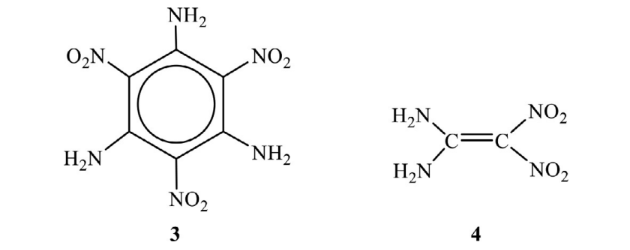 NH₂
O₂N NO₂
H₂N NH₂
NO₂
3
H₂N NO₂
C C
H₂N NO₂
4